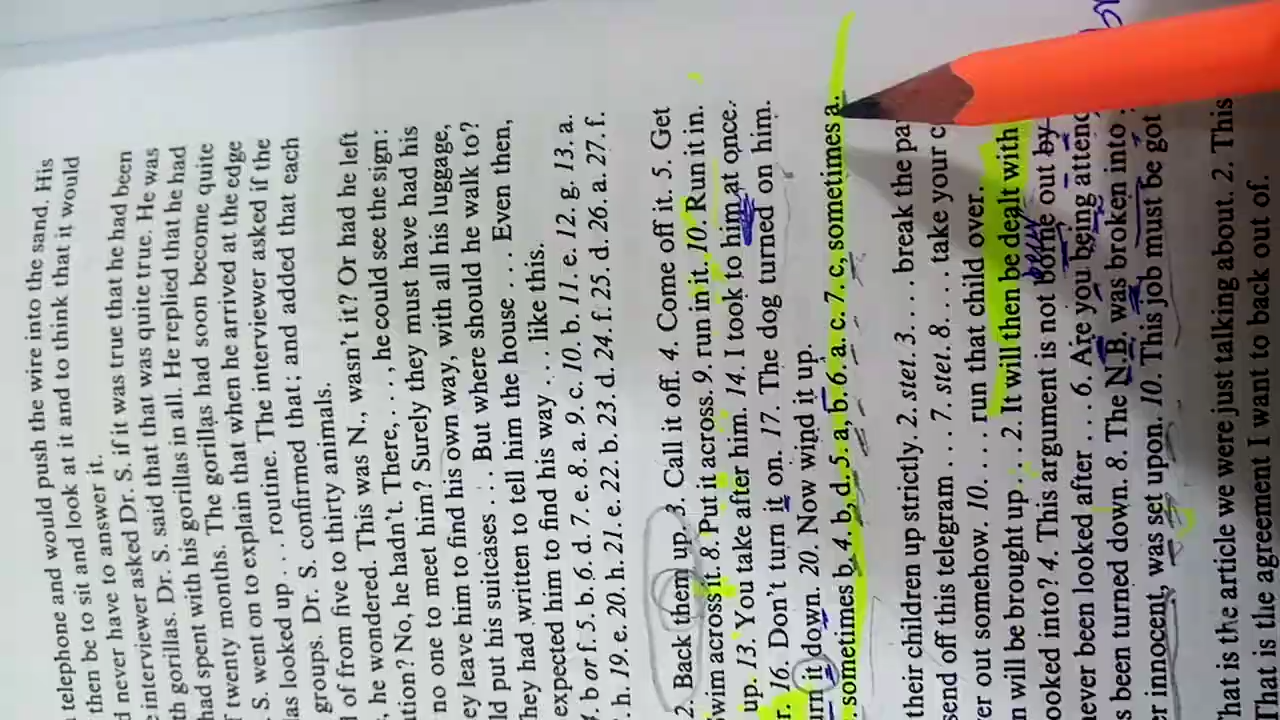 telephone and would push the wire into the sand. His
then be to sit and look at it and to think that it would
never have to answer it.
interviewer asked Dr. S. if it was true that he had been
gorillas. Dr. S. said that that was quite true. He was
had spent with his gorillas in all. He replied that he had
twenty months. The gorillas had soon become quite
S. went on to explain that when he arrived at the edge
as looked up . . . routine. The interviewer asked if the
groups. Dr. S. confirmed that; and added that each
of from five to thirty animals.
, he wondered. This was N., wasn't it? Or had he left
? No, he hadn't. There, . . . , he could see the sign:
no one to meet him? Surely they must have had his
leave him to find his own way, with all his luggage,
put his suitcases . . . But where should he walk to?
They had written to tell him the house . . . Even then,
expected him to find his way . . . like this.
b or f. 5. b. 6. d. 7. e. 8. a. 9. c. 10. b. 11. e. 12. g. 13. a.
h. 19. e. 20. h. 21. e. 22. b. 23. d. 24. f. 25. d. 26. a. 27. f.
2. Back them up. 3. Call it off. 4. Come off it. 5. Get
Swim across it. 8. Put it across. 9. run in it. 10. Run it in.
up. 13. You take after him. 14. I took to him at once.
16. Don't turn it on. 17. The dog turned on him.
it down. 20. Now wind it up.
sometimes b. 4. b, d. 5. a, b. 6. a, c. 7. c, sometimes a.
their children up strictly. 2. stet. 3. . . . break the
send off this telegram . . . 7. stet. 8. . . . take your
out somehow. 10. . . . run that child over.
will be brought up . . . 2. It will then be dealt with
looked into? 4. This argument is not borne out by
never been looked after . . . 6. Are you being
been turned down. 8. The N.B. was broken into
innocent, was set upon. 10. This job must be got
that is the article we were just talking about. 2. This
That is the agreement I want to back out of.